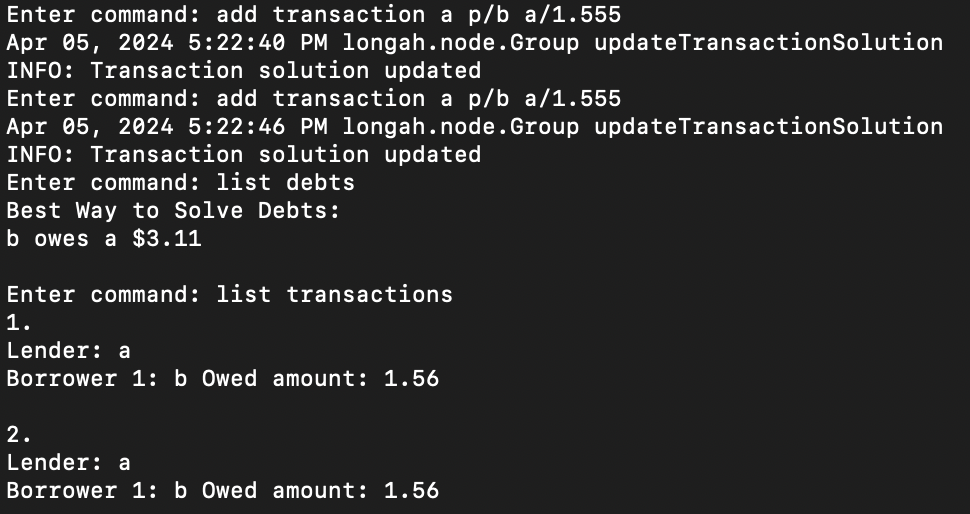 Enter command: add transaction a p/b a/1.555
Apr 05, 2024 5:22:40 PM longah.node.Group updateTransactionSolution
INFO: Transaction solution updated
Enter command: add transaction a p/b a/1.555
Apr 05, 2024 5:22:46 PM longah.node.Group updateTransactionSolution
INFO: Transaction solution updated
Enter command: list debts
Best Way to Solve Debts:
b owes a $3.11
Enter command: list transactions
1.
Lender: a
Borrower 1: b Owed amount: 1.56
2.
Lender: a
Borrower 1: b Owed amount: 1.56